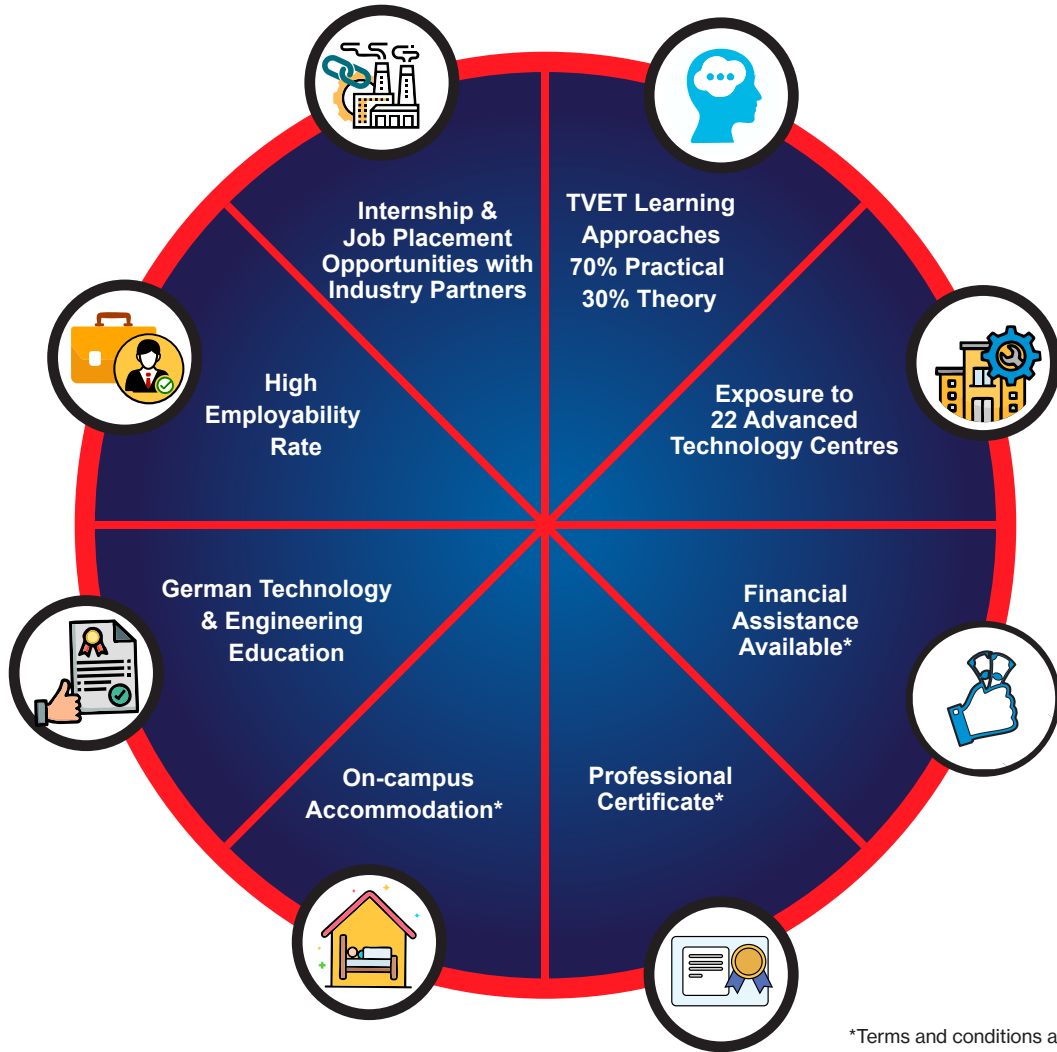 Internship &
Job Placement
Opportunities with
Industry Partners
TVET Learning
Approaches
70% Practical
30% Theory
High
Employability
Rate
Exposure to
22 Advanced
Technology Centres
German Technology
& Engineering
Education
Financial
Assistance
Available*
On-campus
Accommodation*
Professional
Certificate*
*Terms and conditions a